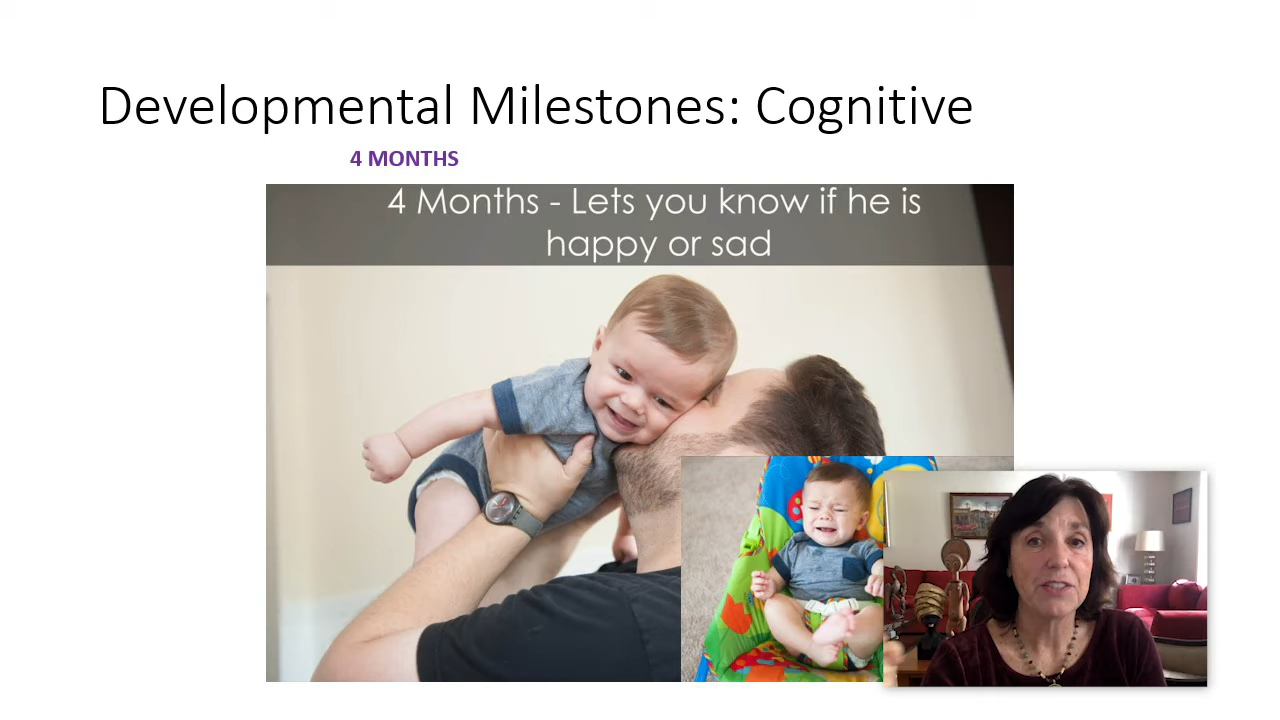 Developmental Milestones: Cognitive
4 MONTHS
4 Months - Lets you know if he is
happy or sad